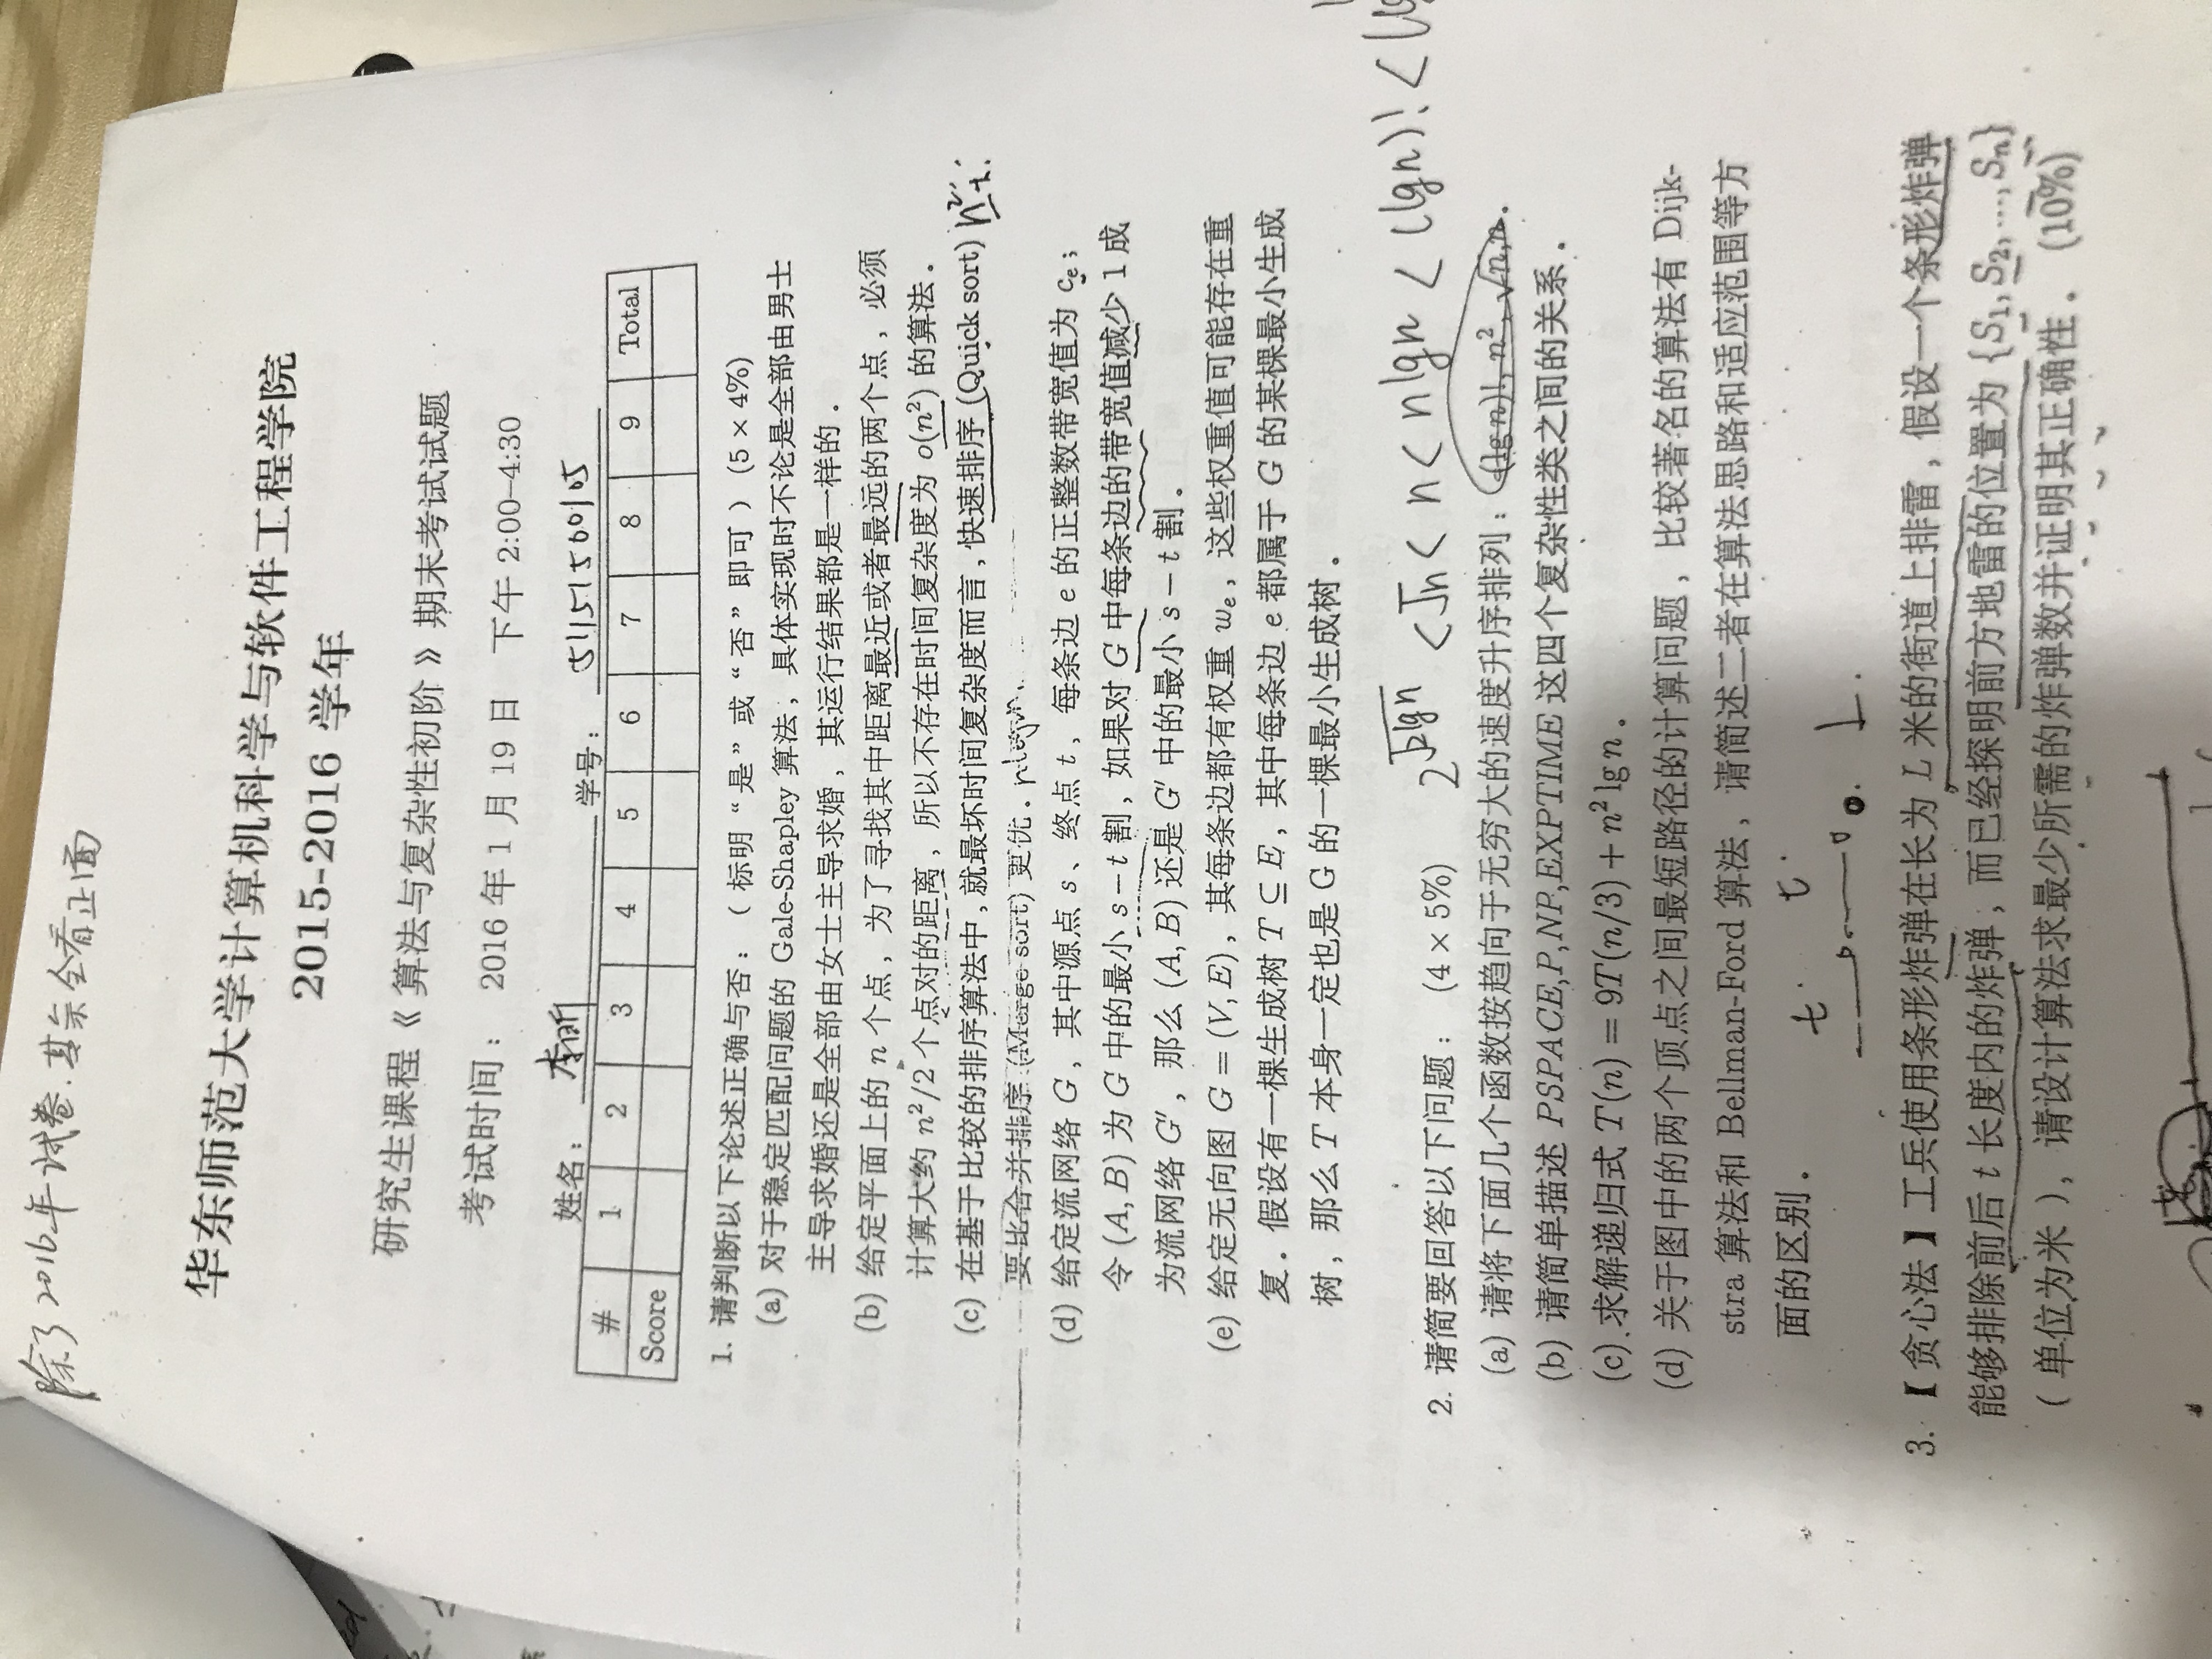 除了2016年试卷.其余全看正面
华东师范大学计算机科学与软件工程学院
2015-2016 学年
研究生课程《 算法与复杂性初阶 》期末考试试题
考试时间： 2016 年 1 月 19 日 下午 2:00–4:30
姓名： 李昕 学号： 51151500105
# 1 2 3 4 5 6 7 8 9 Total
Score
1. 请判断以下论述正确与否：（ 标明 “ 是 ” 或 “ 否 ” 即可 ）(5 × 4%)
(a) 对于稳定匹配问题的 Gale-Shapley 算法，具体实现时不论是全部由男士
主导求婚还是全部由女士主导求婚，其运行结果都是一样的．
(b) 给定平面上的 n 个点，为了寻找其中距离最近或者最远的两个点，必须
计算大约 n²/2 个点对的距离，所以不存在时间复杂度为 o(n²) 的算法．
(c) 在基于比较的排序算法中，就最坏时间复杂度而言，快速排序 (Quick sort) n²
要比合并排序 (Merge sort) 更优． nlgn.
(d) 给定流网络 G，其中源点 s、终点 t，每条边 e 的正整数带宽值为 cₑ；
令 (A, B) 为 G 中的最小 s − t 割，如果对 G 中每条边的带宽值减少 1 成
为流网络 G′，那么 (A, B) 还是 G′ 中的最小 s − t 割．
(e) 给定无向图 G = (V, E)，其每条边都有权重 wₑ，这些权重值可能存在重
复．假设有一棵生成树 T ⊆ E，其中每条边 e 都属于 G 的某棵最小生成
树，那么 T 本身一定也是 G 的一棵最小生成树．
2^√2lgn < √n < n < nlgn < (lgn)! <
2. 请简要回答以下问题： (4 × 5%)
(a) 请将下面几个函数按趋向于无穷大的速度升序排列：(lg n)!, n², √n, n．
(b) 请简单描述 PSPACE,P,NP,EXPTIME 这四个复杂性类之间的关系．
(c) 求解递归式 T(n) = 9T(n/3) + n² lg n．
(d) 关于图中的两个顶点之间最短路径的计算问题，比较著名的算法有 Dijk-
stra 算法和 Bellman-Ford 算法，请简述二者在算法思路和适应范围等方
面的区别．
t t L.
3. 【 贪心法 】工兵使用条形炸弹在长为 L 米的街道上排雷，假设一个条形炸弹
能够排除前后 t 长度内的炸弹；而已经探明前方地雷的位置为 {S₁, S₂, ..., Sₙ}
（ 单位为米 ），请设计算法求最少所需的炸弹数并证明其正确性． (10%)